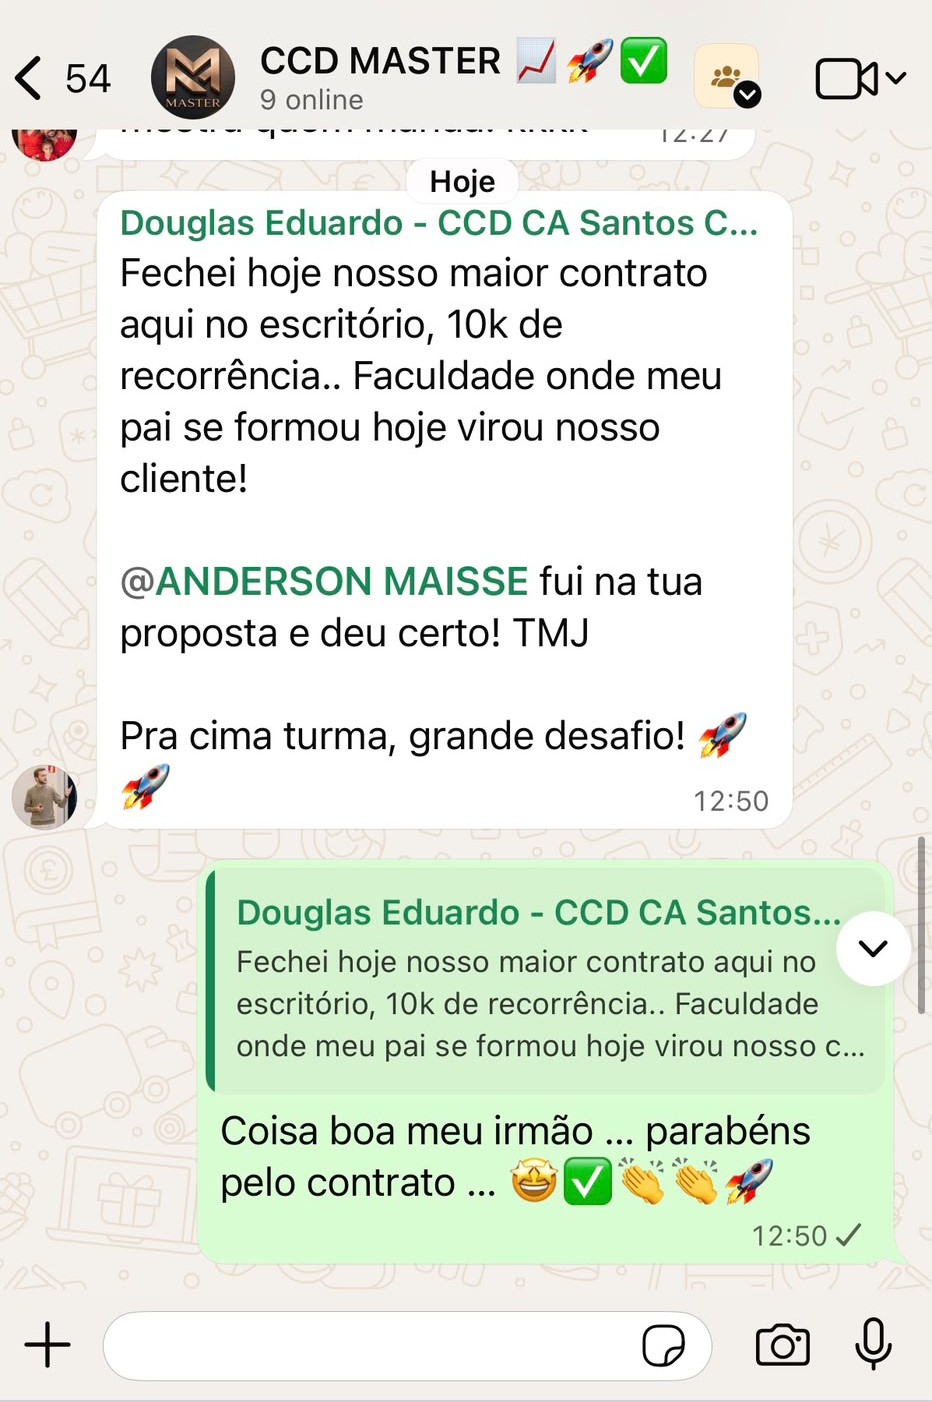 54
MASTER
CCD MASTER 📈🚀✅
9 online
12:27
Hoje
Douglas Eduardo - CCD CA Santos C...
Fechei hoje nosso maior contrato
aqui no escritório, 10k de
recorrência.. Faculdade onde meu
pai se formou hoje virou nosso
cliente!
@ANDERSON MAISSE fui na tua
proposta e deu certo! TMJ
Pra cima turma, grande desafio! 🚀
🚀
12:50
Douglas Eduardo - CCD CA Santos...
Fechei hoje nosso maior contrato aqui no
escritório, 10k de recorrência.. Faculdade
onde meu pai se formou hoje virou nosso c...
Coisa boa meu irmão ... parabéns
pelo contrato ... 🤩✅👏👏🚀
12:50